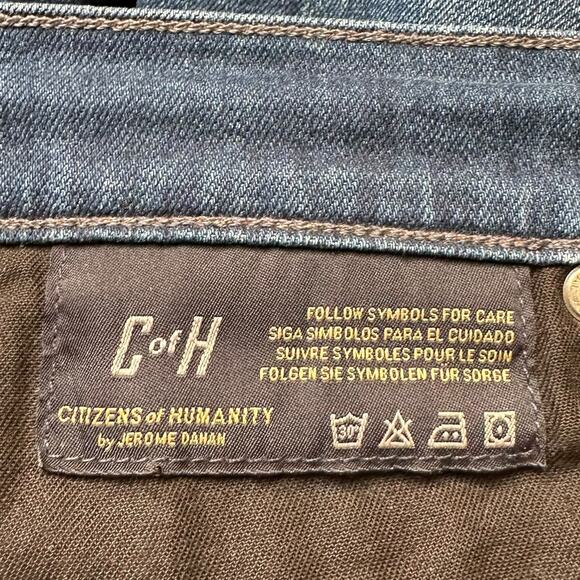 C of H
CITIZENS of HUMANITY
by JEROME DAHAN
FOLLOW SYMBOLS FOR CARE
SIGA SIMBOLOS PARA EL CUIDADO
SUIVRE SYMBOLES POUR LE SOIN
FOLGEN SIE SYMBOLEN FÜR SORGE
30°